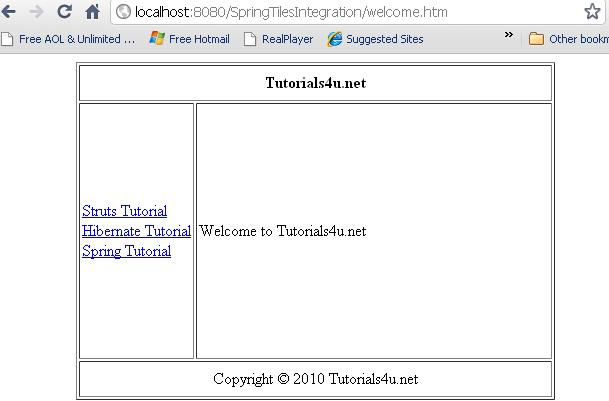 localhost:8080/SpringTilesIntegration/welcome.htm
Free AOL & Unlimited ... Free Hotmail RealPlayer Suggested Sites » Other bookm
Tutorials4u.net
Struts Tutorial
Hibernate Tutorial
Spring Tutorial
Welcome to Tutorials4u.net
Copyright © 2010 Tutorials4u.net